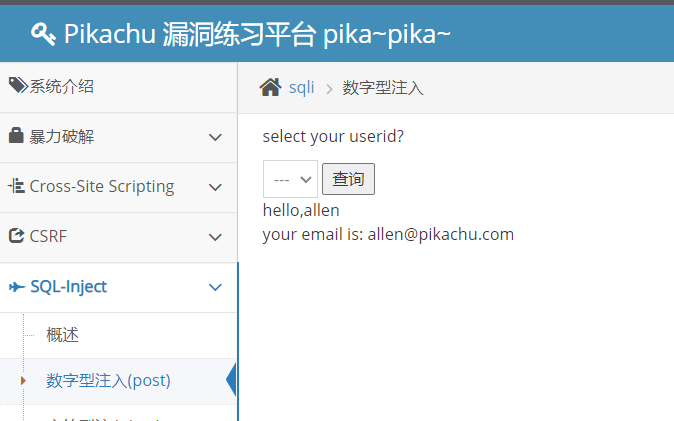 Pikachu 漏洞练习平台 pika~pika~
系统介绍
暴力破解
Cross-Site Scripting
CSRF
SQL-Inject
概述
数字型注入(post)
sqli
数字型注入
select your userid?
---
查询
hello,allen
your email is: allen@pikachu.com